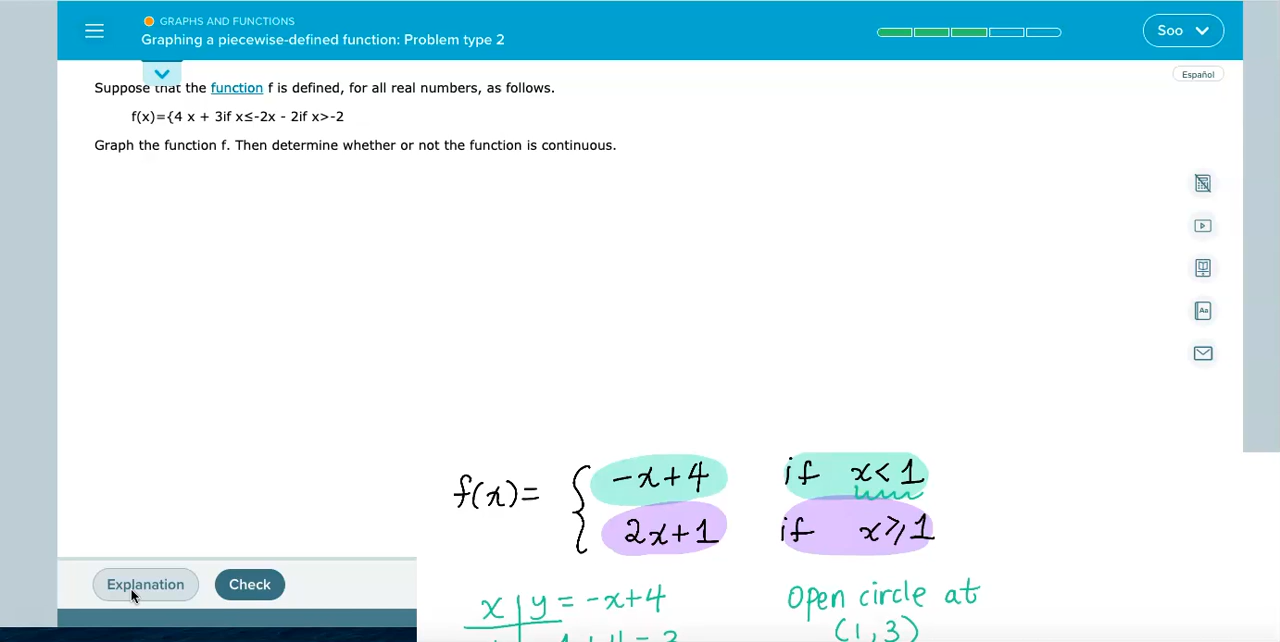 GRAPHS AND FUNCTIONS
Graphing a piecewise-defined function: Problem type 2
Soo
Español
Suppose that the function f is defined, for all real numbers, as follows.
f(x)={4 x + 3if x≤-2x - 2if x>-2
Graph the function f. Then determine whether or not the function is continuous.
Aa
f(x)= { -x+4 if x<1
2x+1 if x≥1
Explanation
Check
x | y = -x+4
open circle at
(1,3)